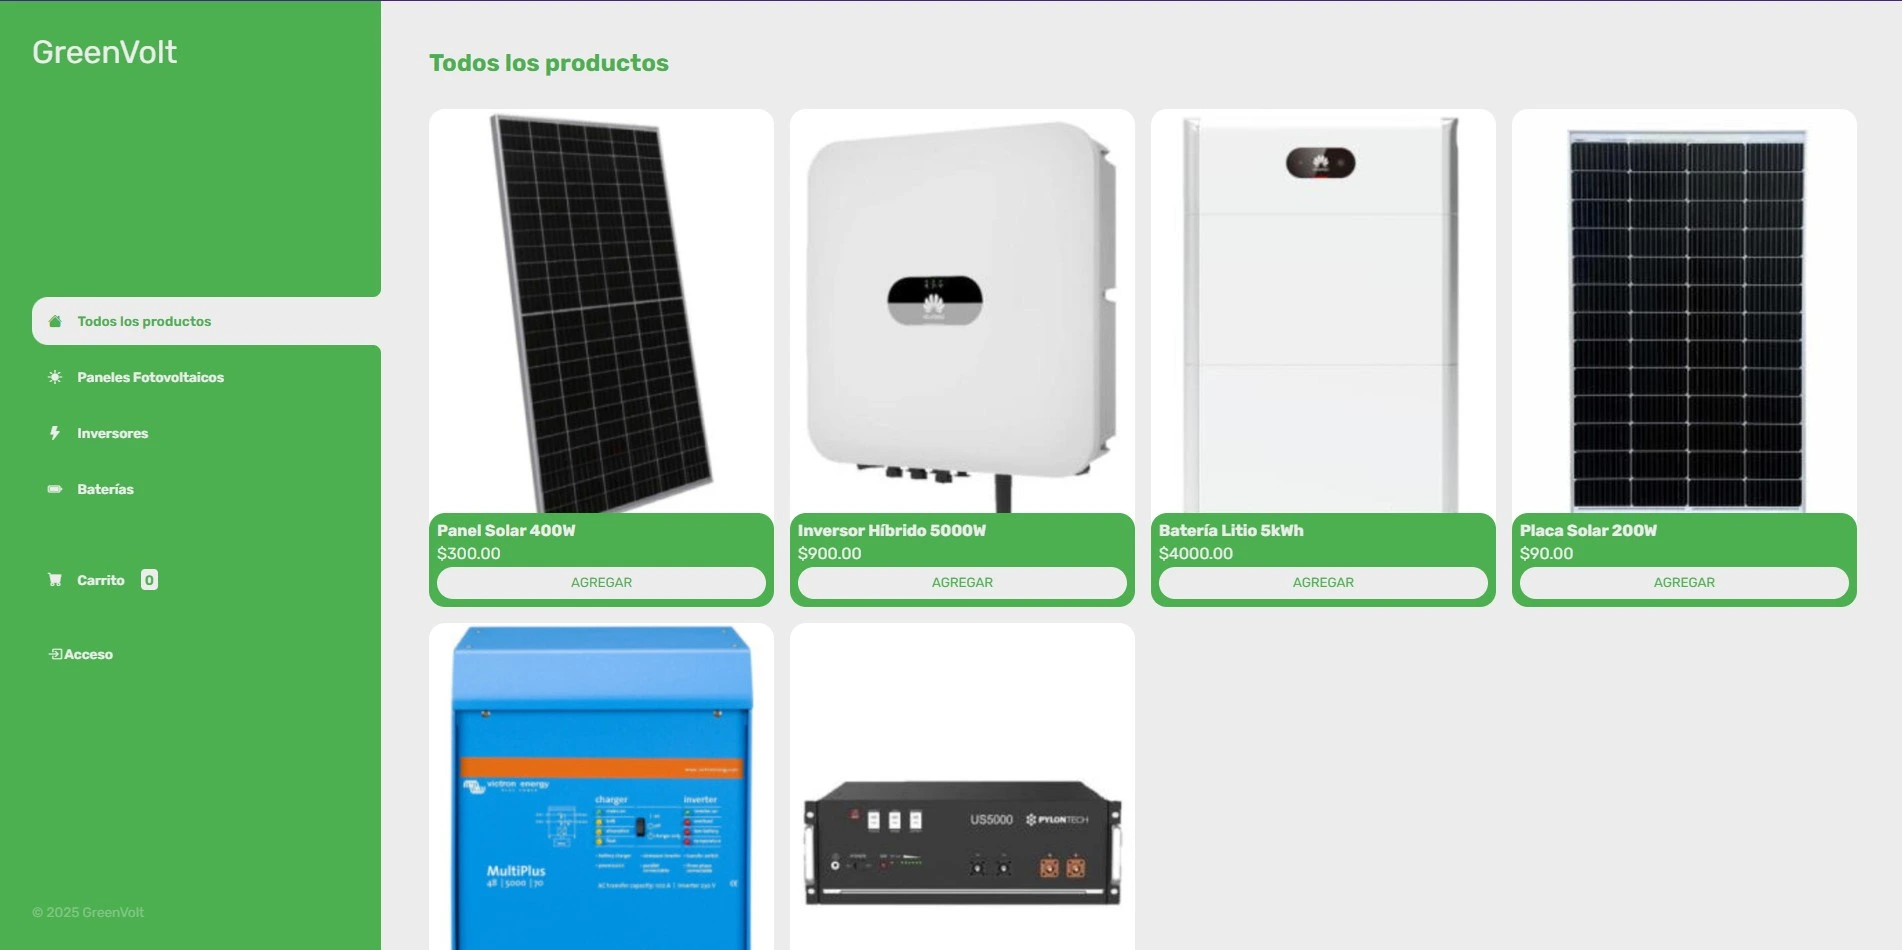 GreenVolt
Todos los productos
Paneles Fotovoltaicos
Inversores
Baterías
Carrito 0
Acceso
© 2025 GreenVolt
Todos los productos
Panel Solar 400W
$300.00
AGREGAR
Inversor Híbrido 5000W
$900.00
AGREGAR
Batería Litio 5kWh
$4000.00
AGREGAR
Placa Solar 200W
$90.00
AGREGAR
victron energy
charger
inverter
MultiPlus
48 | 5000 | 70
US5000
PYLONTECH